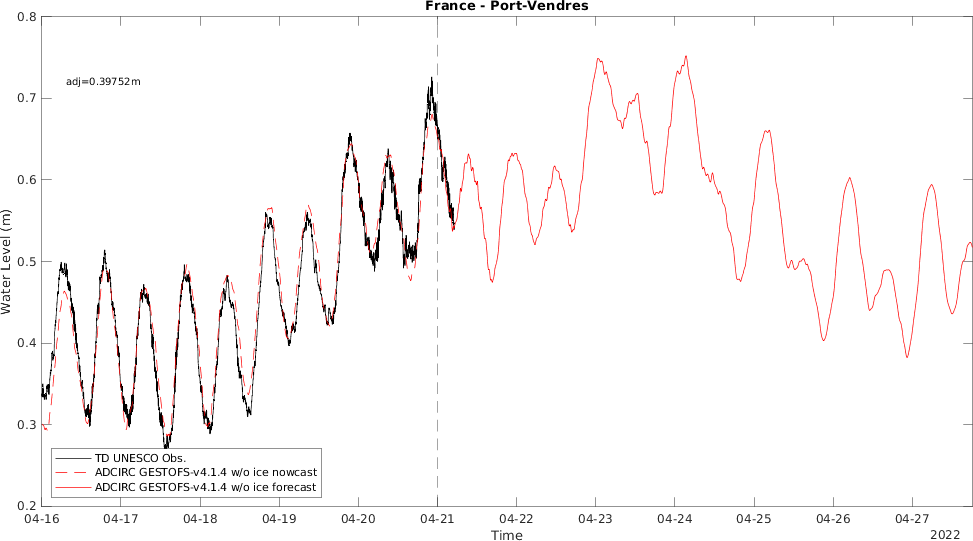 France - Port-Vendres
0.8
0.7
0.6
0.5
0.4
0.3
0.2
Water Level (m)
adj=0.39752m
TD UNESCO Obs.
ADCIRC GESTOFS-v4.1.4 w/o ice nowcast
ADCIRC GESTOFS-v4.1.4 w/o ice forecast
04-16 04-17 04-18 04-19 04-20 04-21 04-22 04-23 04-24 04-25 04-26 04-27
Time
2022